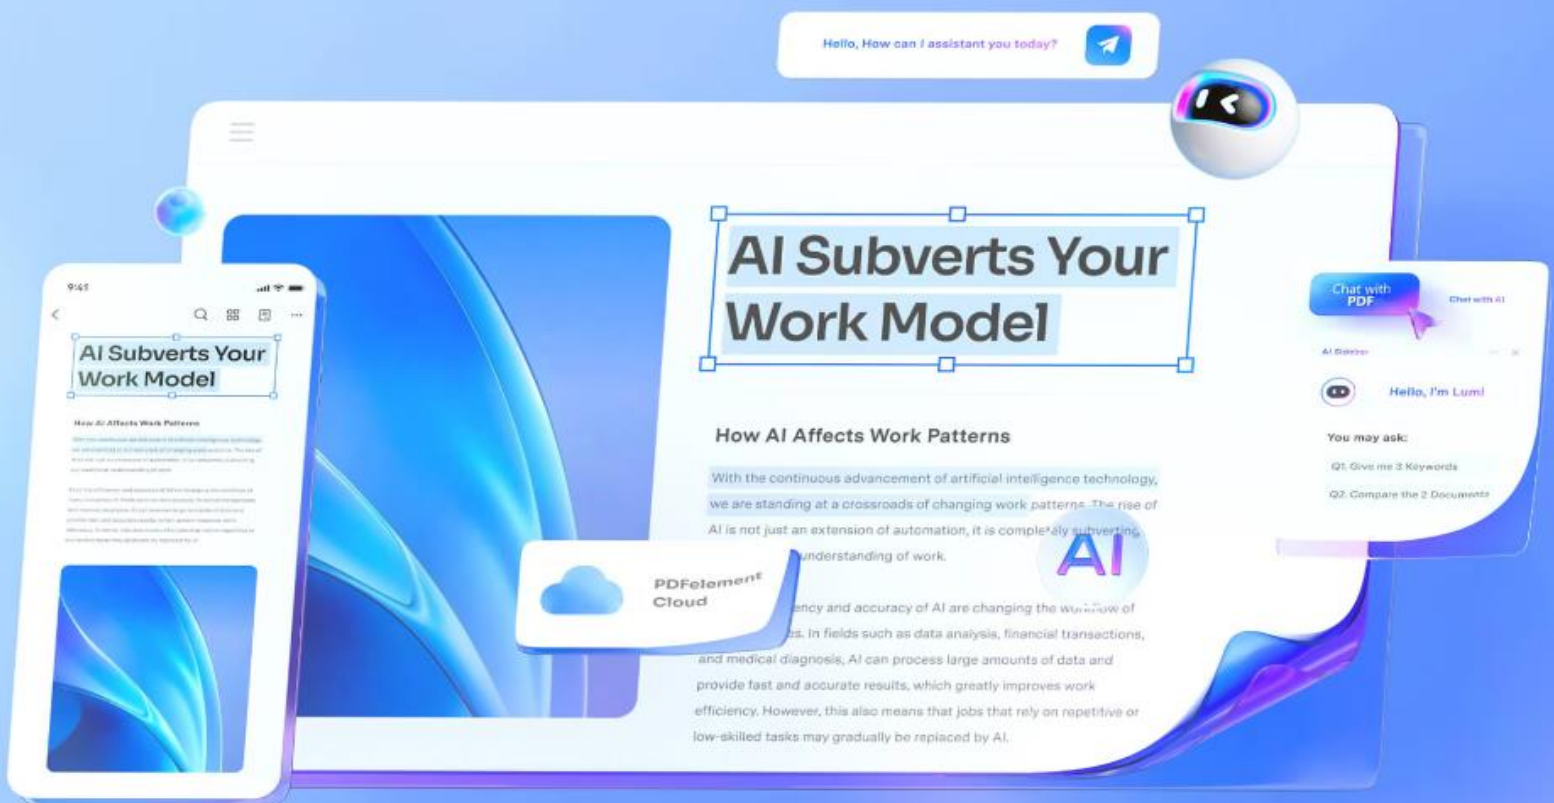 Hello, How can I assistant you today?
AI Subverts Your
Work Model
How AI Affects Work Patterns
With the continuous advancement of artificial intelligence technology,
we are standing at a crossroads of changing work patterns. The rise of
AI is not just an extension of automation, it is completely subverting
understanding of work.
ency and accuracy of AI are changing the workflow of
es. In fields such as data analysis, financial transactions,
and medical diagnosis, AI can process large amounts of data and
provide fast and accurate results, which greatly improves work
efficiency. However, this also means that jobs that rely on repetitive or
low-skilled tasks may gradually be replaced by AI.
AI
PDFelement
Cloud
9:45
AI Subverts Your
Work Model
How AI Affects Work Patterns
Chat with
PDF
Chat with AI
AI Sidebar
Hello, I'm Lumi
You may ask:
Q1. Give me 3 Keywords
Q2. Compare the 2 Documents